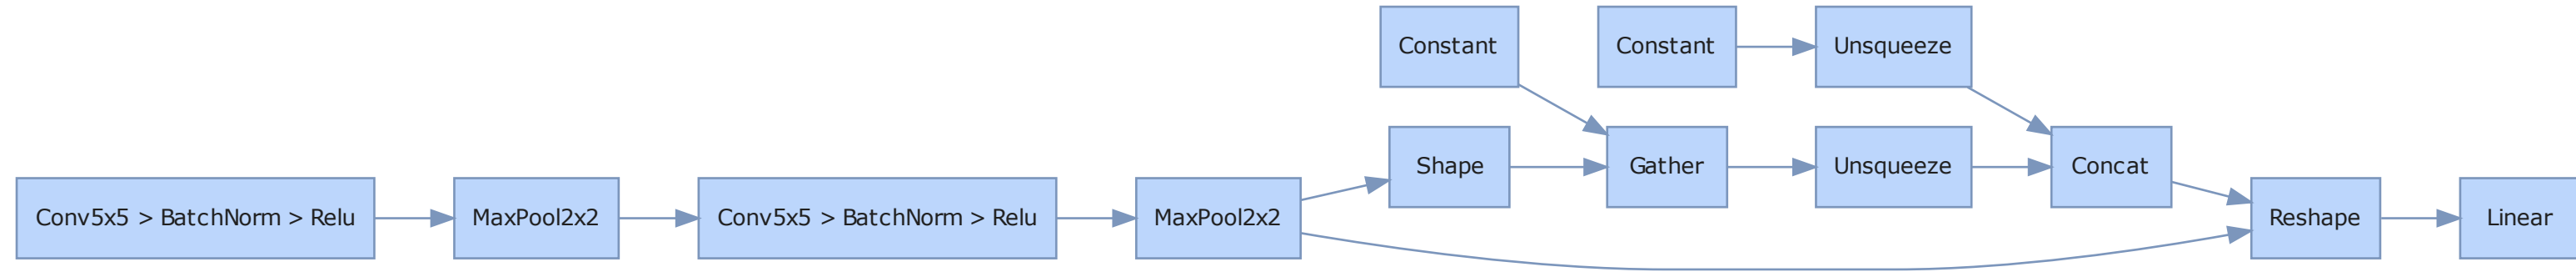 Constant
Constant
Unsqueeze
Shape
Gather
Unsqueeze
Concat
Conv5x5 > BatchNorm > Relu
MaxPool2x2
Conv5x5 > BatchNorm > Relu
MaxPool2x2
Reshape
Linear